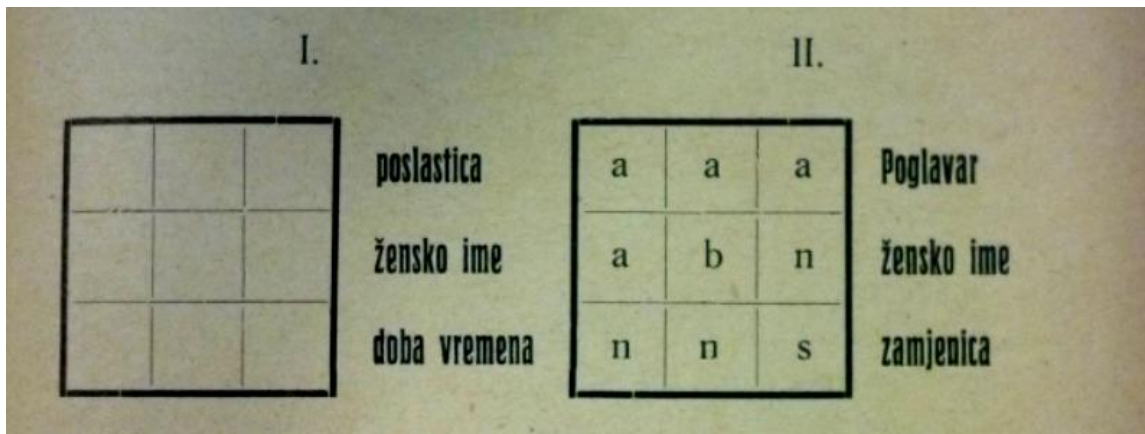 I. II.
poslastica a a a Poglavar
žensko ime a b n žensko ime
doba vremena n n s zamjenica